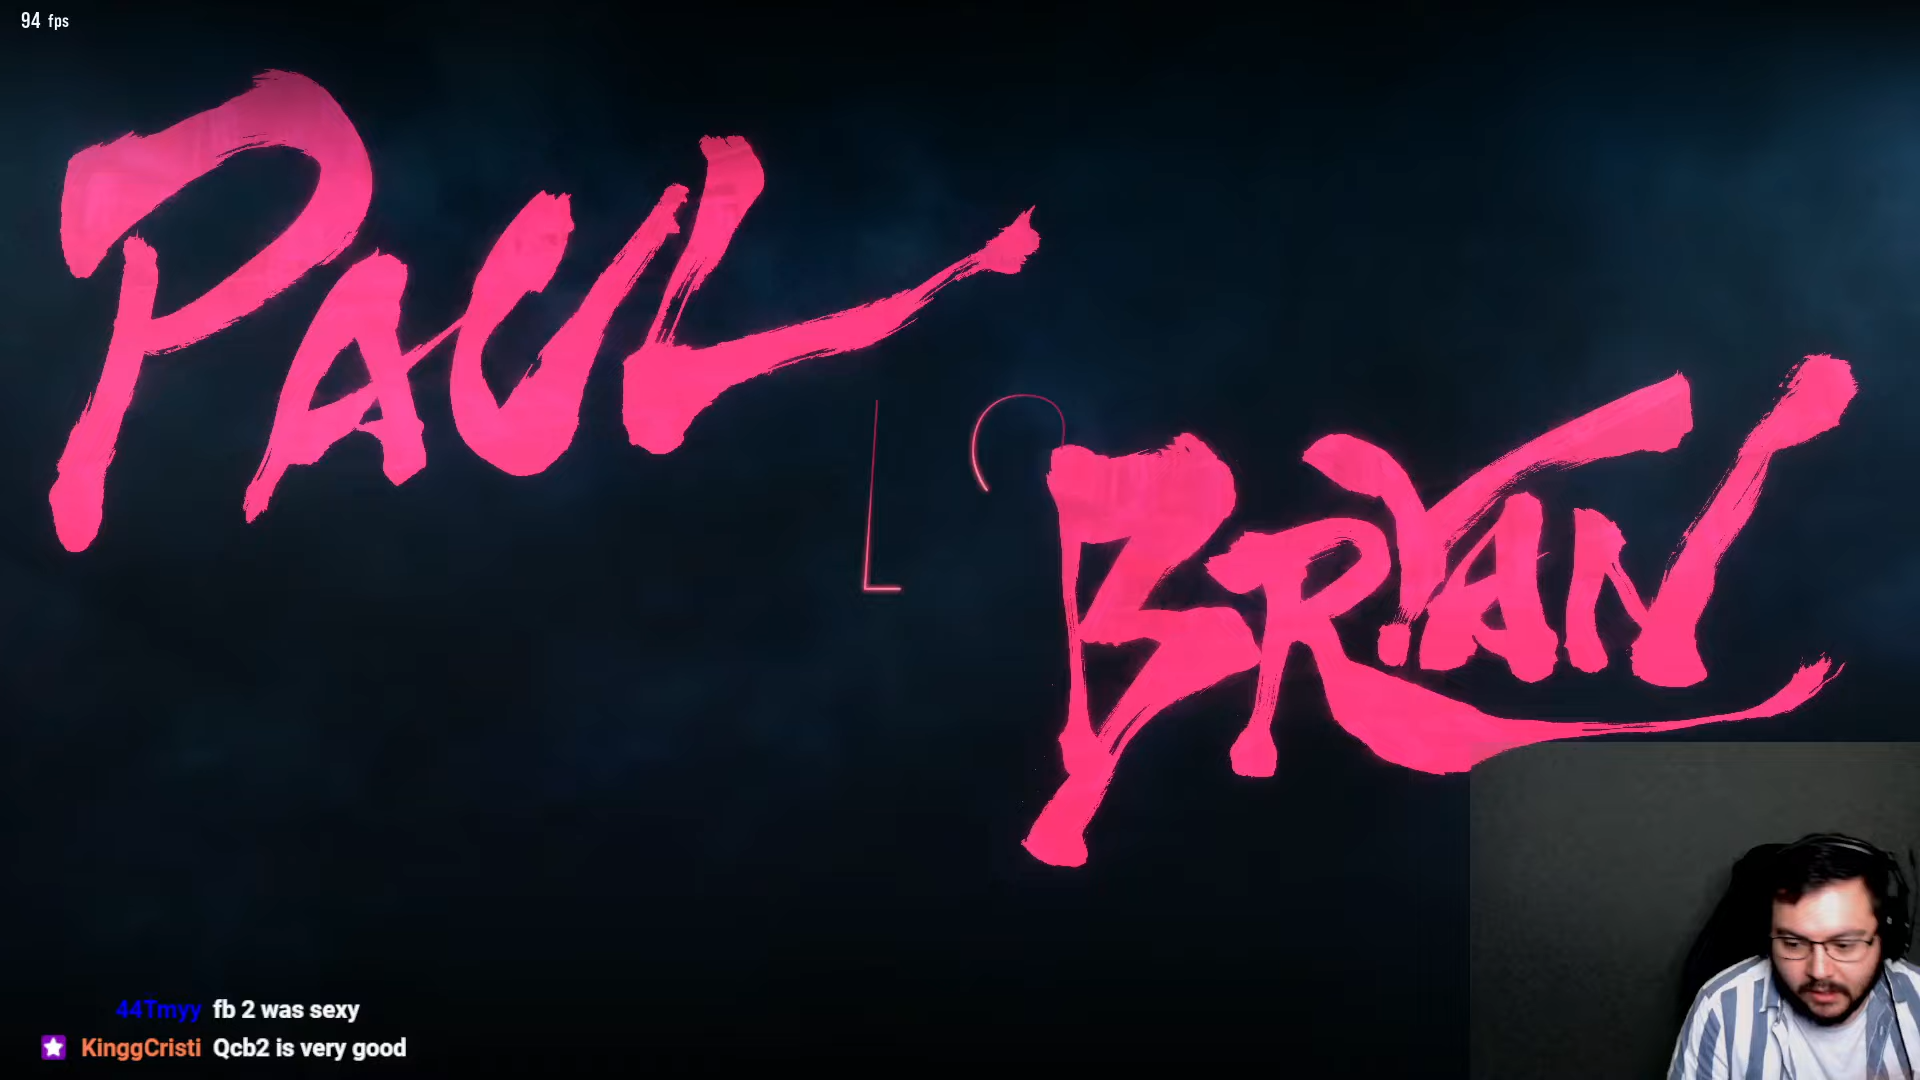 94 fps
PAUL
BRYAN
44Tmyy fb 2 was sexy
KinggCristi Qcb2 is very good